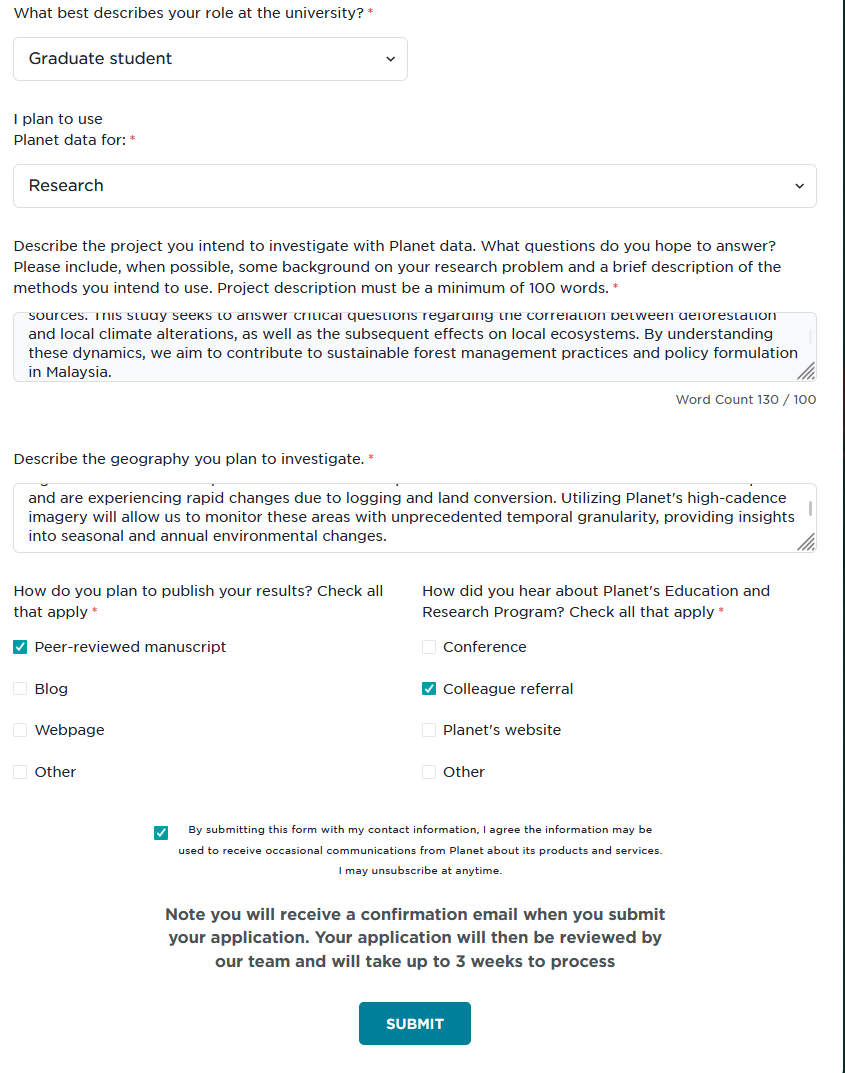 What best describes your role at the university? *
Graduate student
I plan to use
Planet data for: *
Research
Describe the project you intend to investigate with Planet data. What questions do you hope to answer?
Please include, when possible, some background on your research problem and a brief description of the
methods you intend to use. Project description must be a minimum of 100 words. *
sources. This study seeks to answer critical questions regarding the correlation between deforestation
and local climate alterations, as well as the subsequent effects on local ecosystems. By understanding
these dynamics, we aim to contribute to sustainable forest management practices and policy formulation
in Malaysia.
Word Count 130 / 100
Describe the geography you plan to investigate. *
and are experiencing rapid changes due to logging and land conversion. Utilizing Planet's high-cadence
imagery will allow us to monitor these areas with unprecedented temporal granularity, providing insights
into seasonal and annual environmental changes.
How do you plan to publish your results? Check all
that apply *
Peer-reviewed manuscript
Blog
Webpage
Other
How did you hear about Planet's Education and
Research Program? Check all that apply *
Conference
Colleague referral
Planet's website
Other
By submitting this form with my contact information, I agree the information may be
used to receive occasional communications from Planet about its products and services.
I may unsubscribe at anytime.
Note you will receive a confirmation email when you submit
your application. Your application will then be reviewed by
our team and will take up to 3 weeks to process
SUBMIT